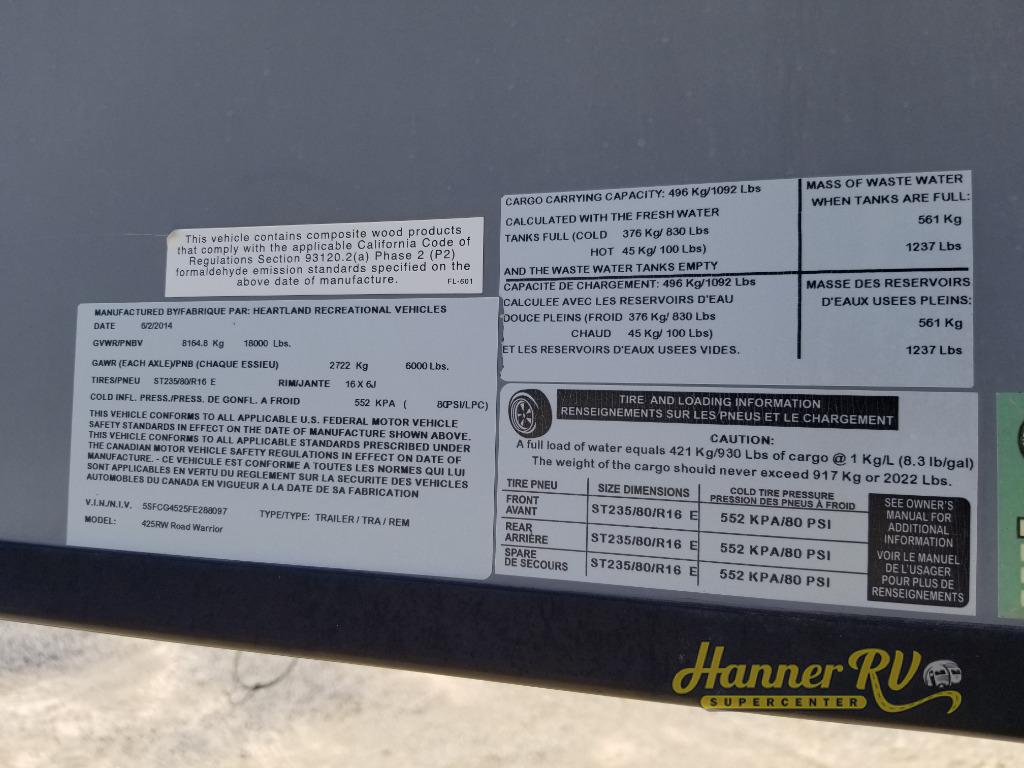 This vehicle contains composite wood products
that comply with the applicable California Code of
Regulations Section 93120.2(a) Phase 2 (P2)
formaldehyde emission standards specified on the
above date of manufacture.
FL-601
MANUFACTURED BY/FABRIQUE PAR: HEARTLAND RECREATIONAL VEHICLES
DATE 6/2/2014
GVWR/PNBV 8164.8 Kg 18000 Lbs.
GAWR (EACH AXLE)/PNB (CHAQUE ESSIEU) 2722 Kg 6000 Lbs.
TIRES/PNEU ST235/80/R16 E RIM/JANTE 16 X 6J
COLD INFL. PRESS./PRESS. DE GONFL. A FROID 552 KPA ( 80PSI/LPC)
THIS VEHICLE CONFORMS TO ALL APPLICABLE U.S. FEDERAL MOTOR VEHICLE
SAFETY STANDARDS IN EFFECT ON THE DATE OF MANUFACTURE SHOWN ABOVE.
THIS VEHICLE CONFORMS TO ALL APPLICABLE STANDARDS PRESCRIBED UNDER
THE CANADIAN MOTOR VEHICLE SAFETY REGULATIONS IN EFFECT ON DATE OF
MANUFACTURE. - CE VEHICULE EST CONFORME A TOUTES LES NORMES QUI LUI
SONT APPLICABLES EN VERTU DU REGLEMENT SUR LA SECURITE DES VEHICLES
AUTOMOBILES DU CANADA EN VIGUEUR A LA DATE DE SA FABRICATION
V.I.N./N.I.V. 5SFCG4525FE288097 TYPE/TYPE: TRAILER / TRA / REM
MODEL: 425RW Road Warrior
CARGO CARRYING CAPACITY: 496 Kg/1092 Lbs
CALCULATED WITH THE FRESH WATER
TANKS FULL (COLD 376 Kg/ 830 Lbs
HOT 45 Kg/ 100 Lbs)
AND THE WASTE WATER TANKS EMPTY
MASS OF WASTE WATER
WHEN TANKS ARE FULL:
561 Kg
1237 Lbs
CAPACITE DE CHARGEMENT: 496 Kg/1092 Lbs
CALCULEE AVEC LES RESERVOIRS D'EAU
DOUCE PLEINS (FROID 376 Kg/ 830 Lbs
CHAUD 45 Kg/ 100 Lbs)
ET LES RESERVOIRS D'EAUX USEES VIDES.
MASSE DES RESERVOIRS
D'EAUX USEES PLEINS:
561 Kg
1237 Lbs
TIRE AND LOADING INFORMATION
RENSEIGNEMENTS SUR LES PNEUS ET LE CHARGEMENT
CAUTION:
A full load of water equals 421 Kg/930 Lbs of cargo @ 1 Kg/L (8.3 lb/gal)
The weight of the cargo should never exceed 917 Kg or 2022 Lbs.
TIRE PNEU SIZE DIMENSIONS COLD TIRE PRESSURE
PRESSION DES PNEUS À FROID
FRONT
AVANT ST235/80/R16 E 552 KPA/80 PSI
REAR
ARRIÈRE ST235/80/R16 E 552 KPA/80 PSI
SPARE
DE SECOURS ST235/80/R16 E 552 KPA/80 PSI
SEE OWNER'S
MANUAL FOR
ADDITIONAL
INFORMATION
VOIR LE MANUEL
DE L'USAGER
POUR PLUS DE
RENSEIGNEMENTS
Hanner RV
SUPERCENTER